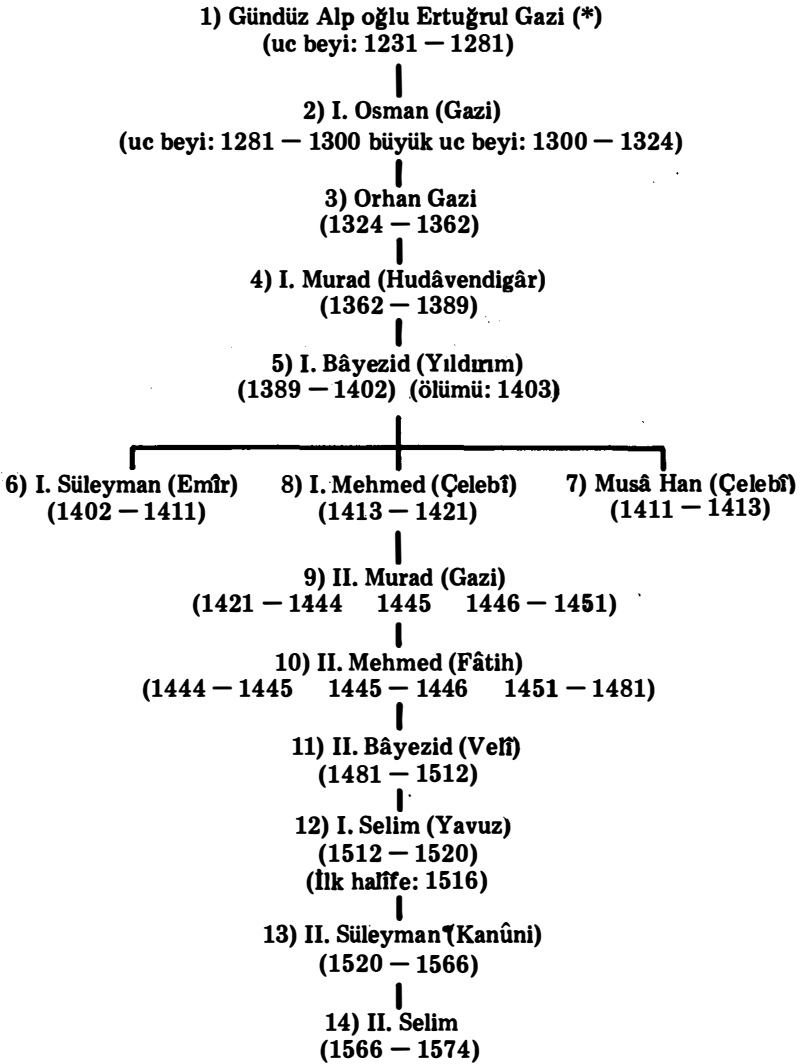 1) Gündüz Alp oğlu Ertuğrul Gazi (*)
(uc beyi: 1231 — 1281)
2) I. Osman (Gazi)
(uc beyi: 1281 — 1300 büyük uc beyi: 1300 — 1324)
3) Orhan Gazi
(1324 — 1362)
4) I. Murad (Hudâvendigâr)
(1362 — 1389)
5) I. Bâyezid (Yıldırım)
(1389 — 1402) (ölümü: 1403)
6) I. Süleyman (Emîr) 8) I. Mehmed (Çelebî) 7) Musâ Han (Çelebî)
(1402 — 1411) (1413 — 1421) (1411 — 1413)
9) II. Murad (Gazi)
(1421 — 1444 1445 1446 — 1451)
10) II. Mehmed (Fâtih)
(1444 — 1445 1445 — 1446 1451 — 1481)
11) II. Bâyezid (Velî)
(1481 — 1512)
12) I. Selim (Yavuz)
(1512 — 1520)
(İlk halîfe: 1516)
13) II. Süleyman (Kanûni)
(1520 — 1566)
14) II. Selim
(1566 — 1574)